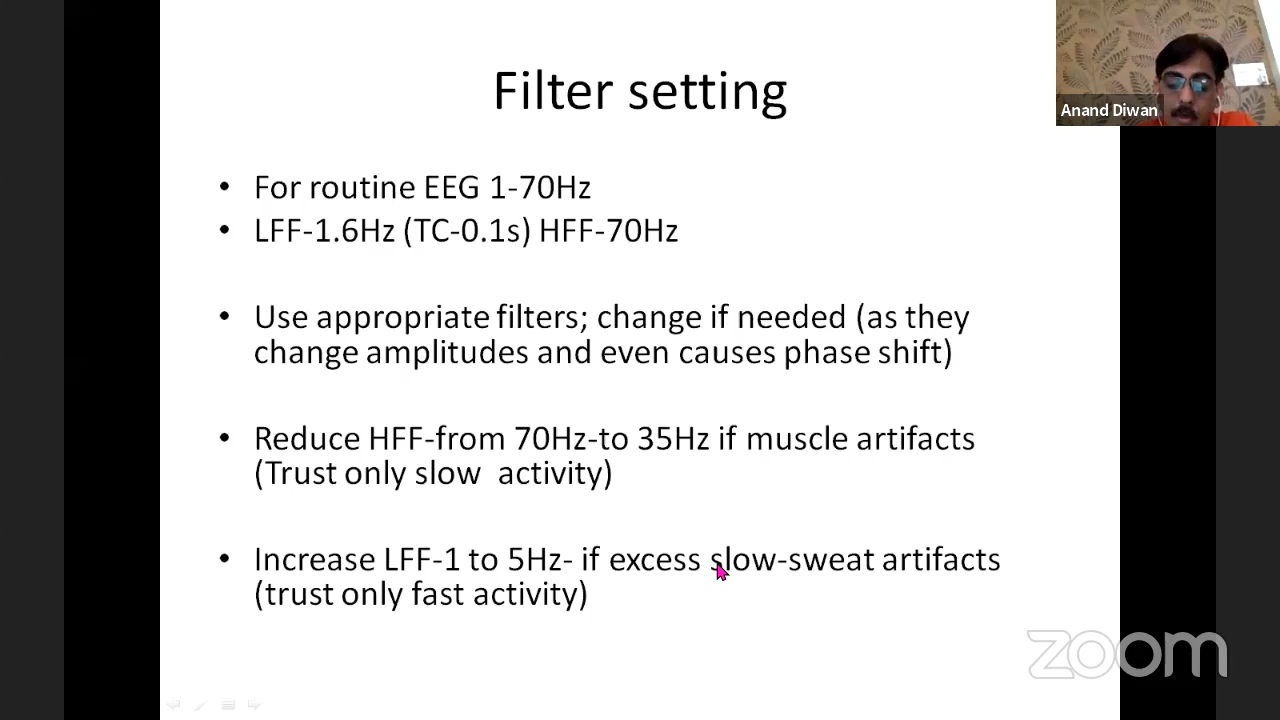 Filter setting
Anand Diwan
• For routine EEG 1-70Hz
• LFF-1.6Hz (TC-0.1s) HFF-70Hz
• Use appropriate filters; change if needed (as they
change amplitudes and even causes phase shift)
• Reduce HFF-from 70Hz-to 35Hz if muscle artifacts
(Trust only slow  activity)
• Increase LFF-1 to 5Hz- if excess slow-sweat artifacts
(trust only fast activity)
zoom